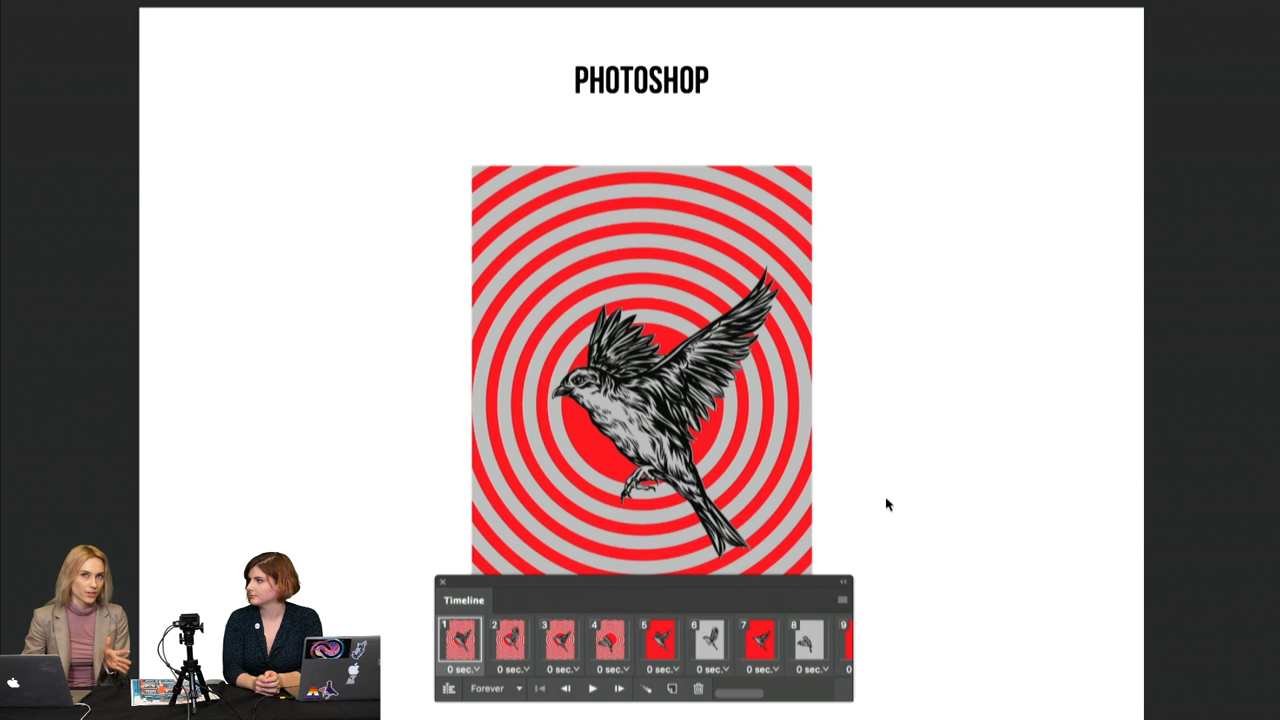 PHOTOSHOP
Timeline
1 2 3 4 5 6 7 8 9
0 sec. 0 sec. 0 sec. 0 sec. 0 sec. 0 sec. 0 sec. 0 sec. 0
Forever